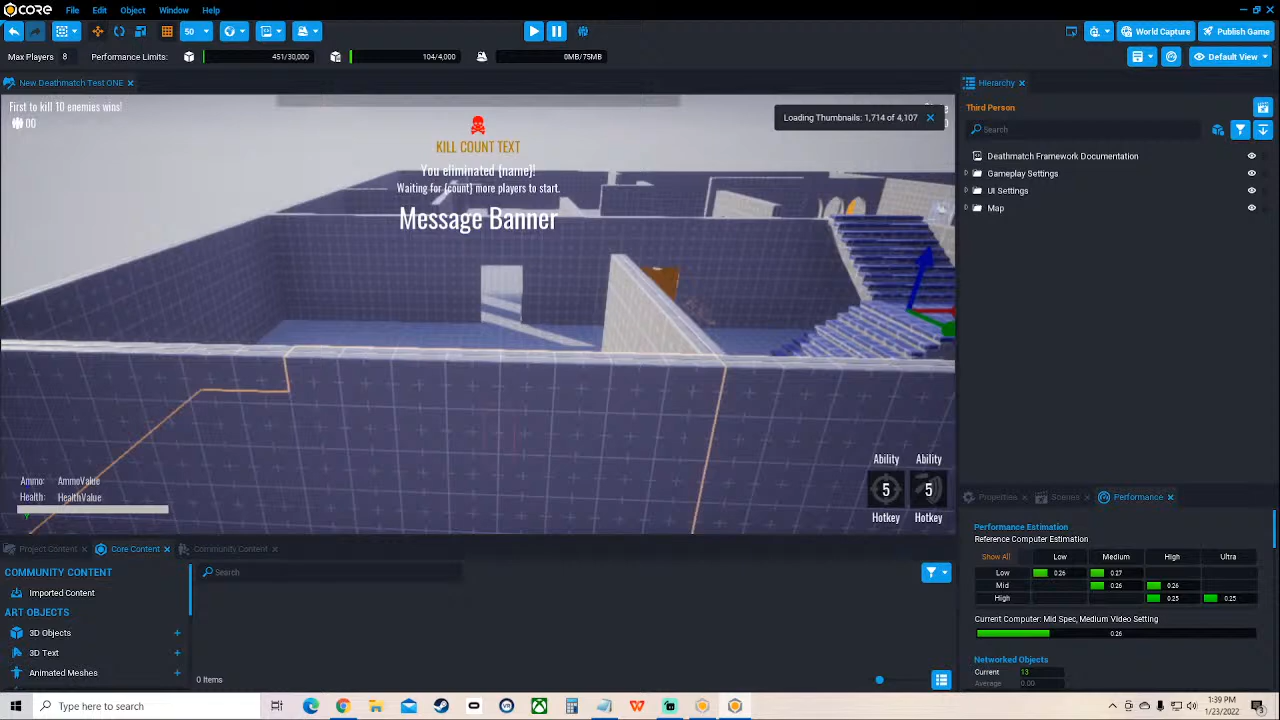 CORE File Edit Object Window Help
50 World Capture Publish Game
Max Players 8 Performance Limits: 451/30,000 104/4,000 0MB/75MB Default View
New Deathmatch Test ONE
First to kill 10 enemies wins!
00
Loading Thumbnails: 1,714 of 4,107
KILL COUNT TEXT
You eliminated {name}!
Waiting for {count} more players to start.
Message Banner
Ammo: AmmoValue
Health: HealthValue
Ability Ability
5 5
Hotkey Hotkey
Hierarchy
Third Person
Search
Deathmatch Framework Documentation
Gameplay Settings
UI Settings
Map
Properties Scenes Performance
Performance Estimation
Reference Computer Estimation
Show All Low Medium High Ultra
Low 0.26 0.27
Mid 0.26 0.26
High 0.25 0.25
Current Computer: Mid Spec, Medium Video Setting
0.26
Networked Objects
Current 13
Average 0.00
Project Content Core Content Community Content
COMMUNITY CONTENT
Search
Imported Content
ART OBJECTS
3D Objects
3D Text
Animated Meshes
0 Items
Type here to search
1:39 PM
1/23/2022